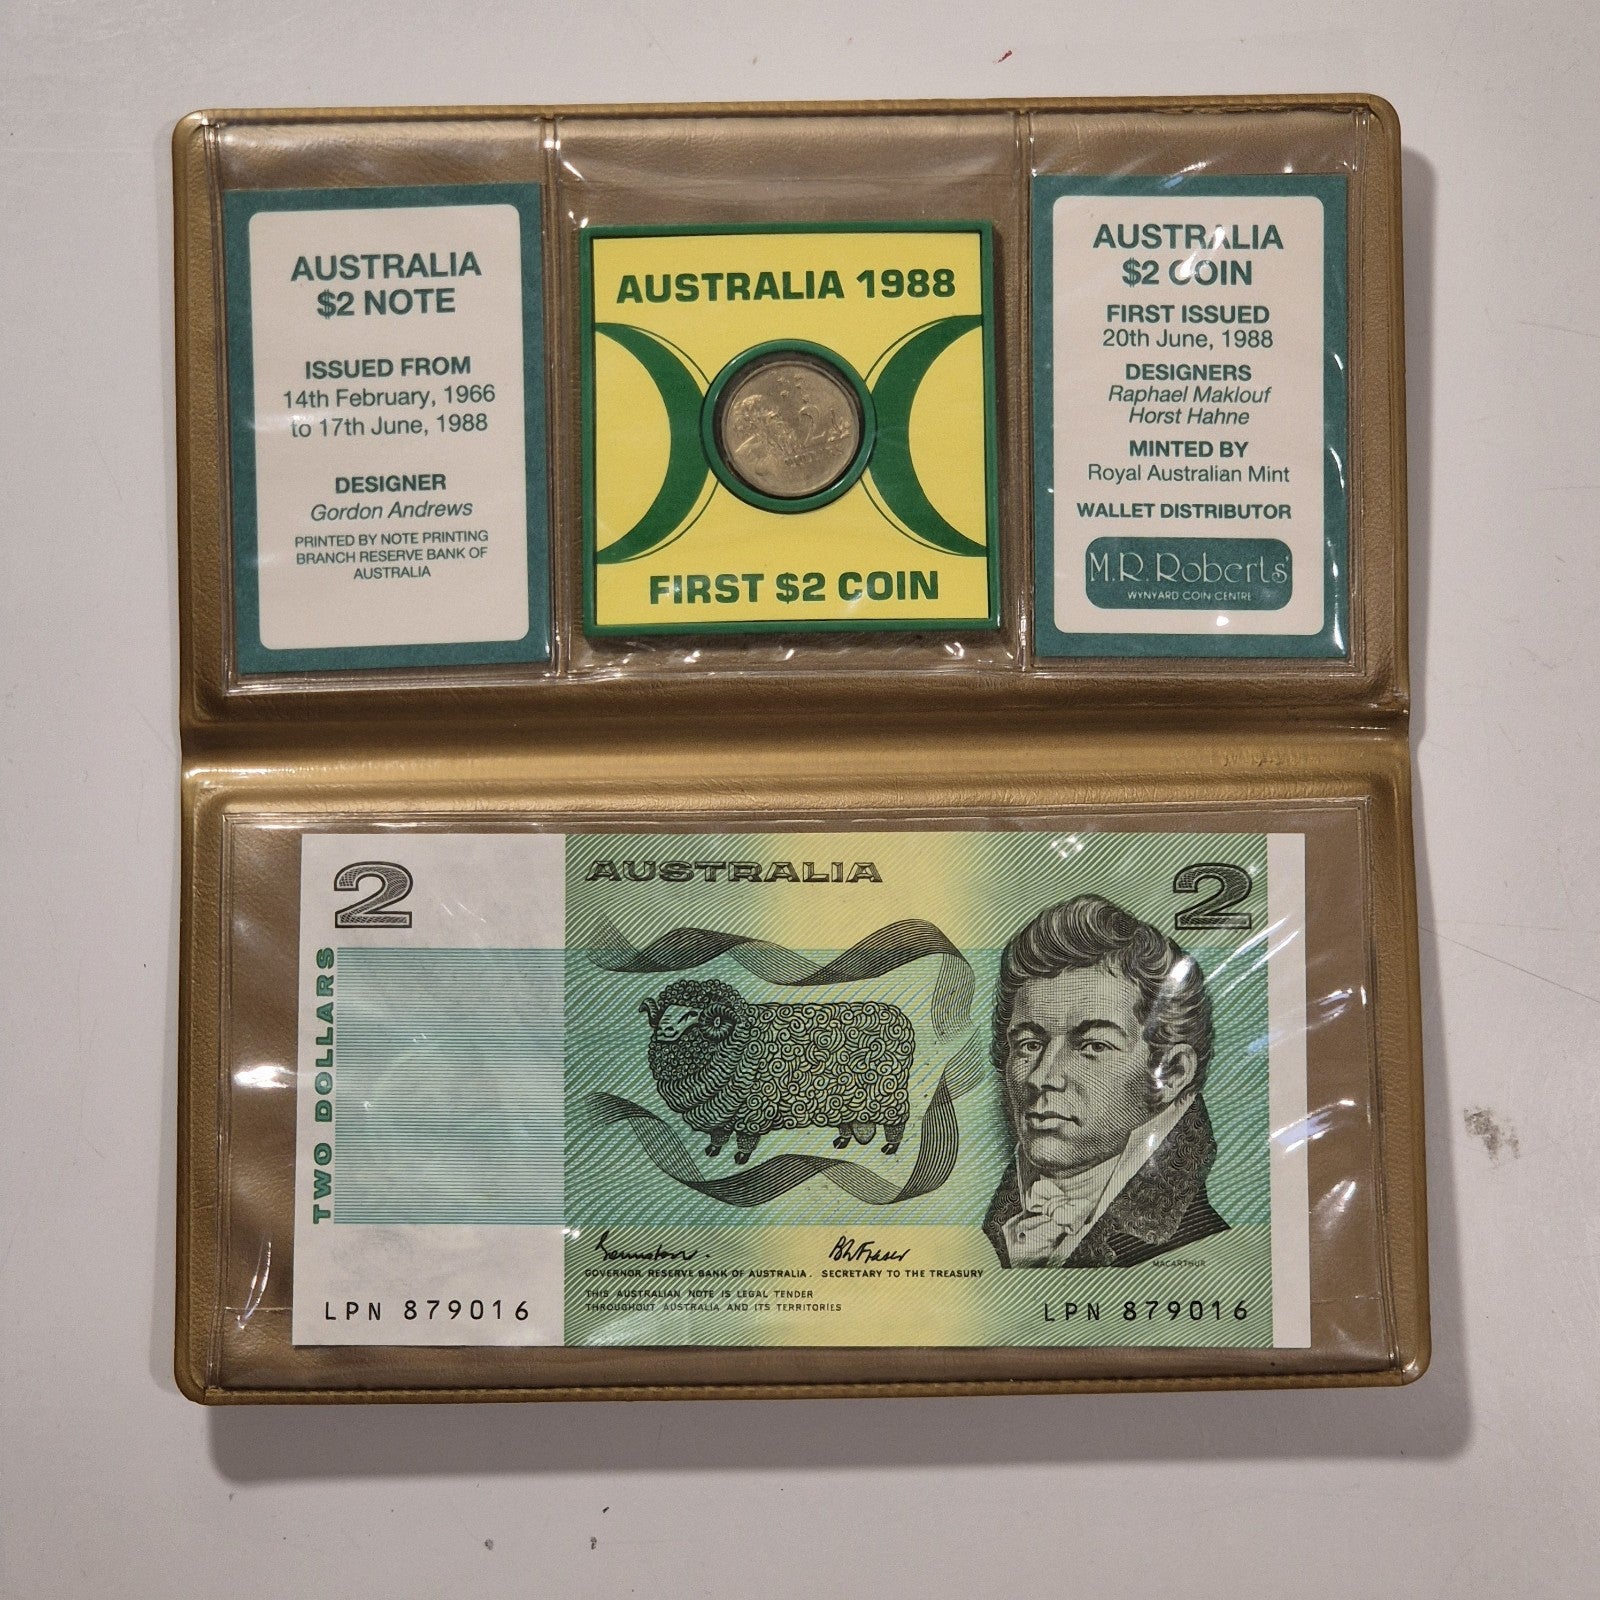 AUSTRALIA
$2 NOTE
ISSUED FROM
14th February, 1966
to 17th June, 1988
DESIGNER
Gordon Andrews
PRINTED BY NOTE PRINTING
BRANCH RESERVE BANK OF
AUSTRALIA
AUSTRALIA 1988
2
FIRST $2 COIN
AUSTRALIA
$2 COIN
FIRST ISSUED
20th June, 1988
DESIGNERS
Raphael Maklouf
Horst Hahne
MINTED BY
Royal Australian Mint
WALLET DISTRIBUTOR
M.R. Roberts'
WYNYARD COIN CENTRE
2
AUSTRALIA
2
TWO DOLLARS
MACARTHUR
GOVERNOR RESERVE BANK OF AUSTRALIA. SECRETARY TO THE TREASURY
THIS AUSTRALIAN NOTE IS LEGAL TENDER
THROUGHOUT AUSTRALIA AND ITS TERRITORIES
LPN 879016
LPN 879016